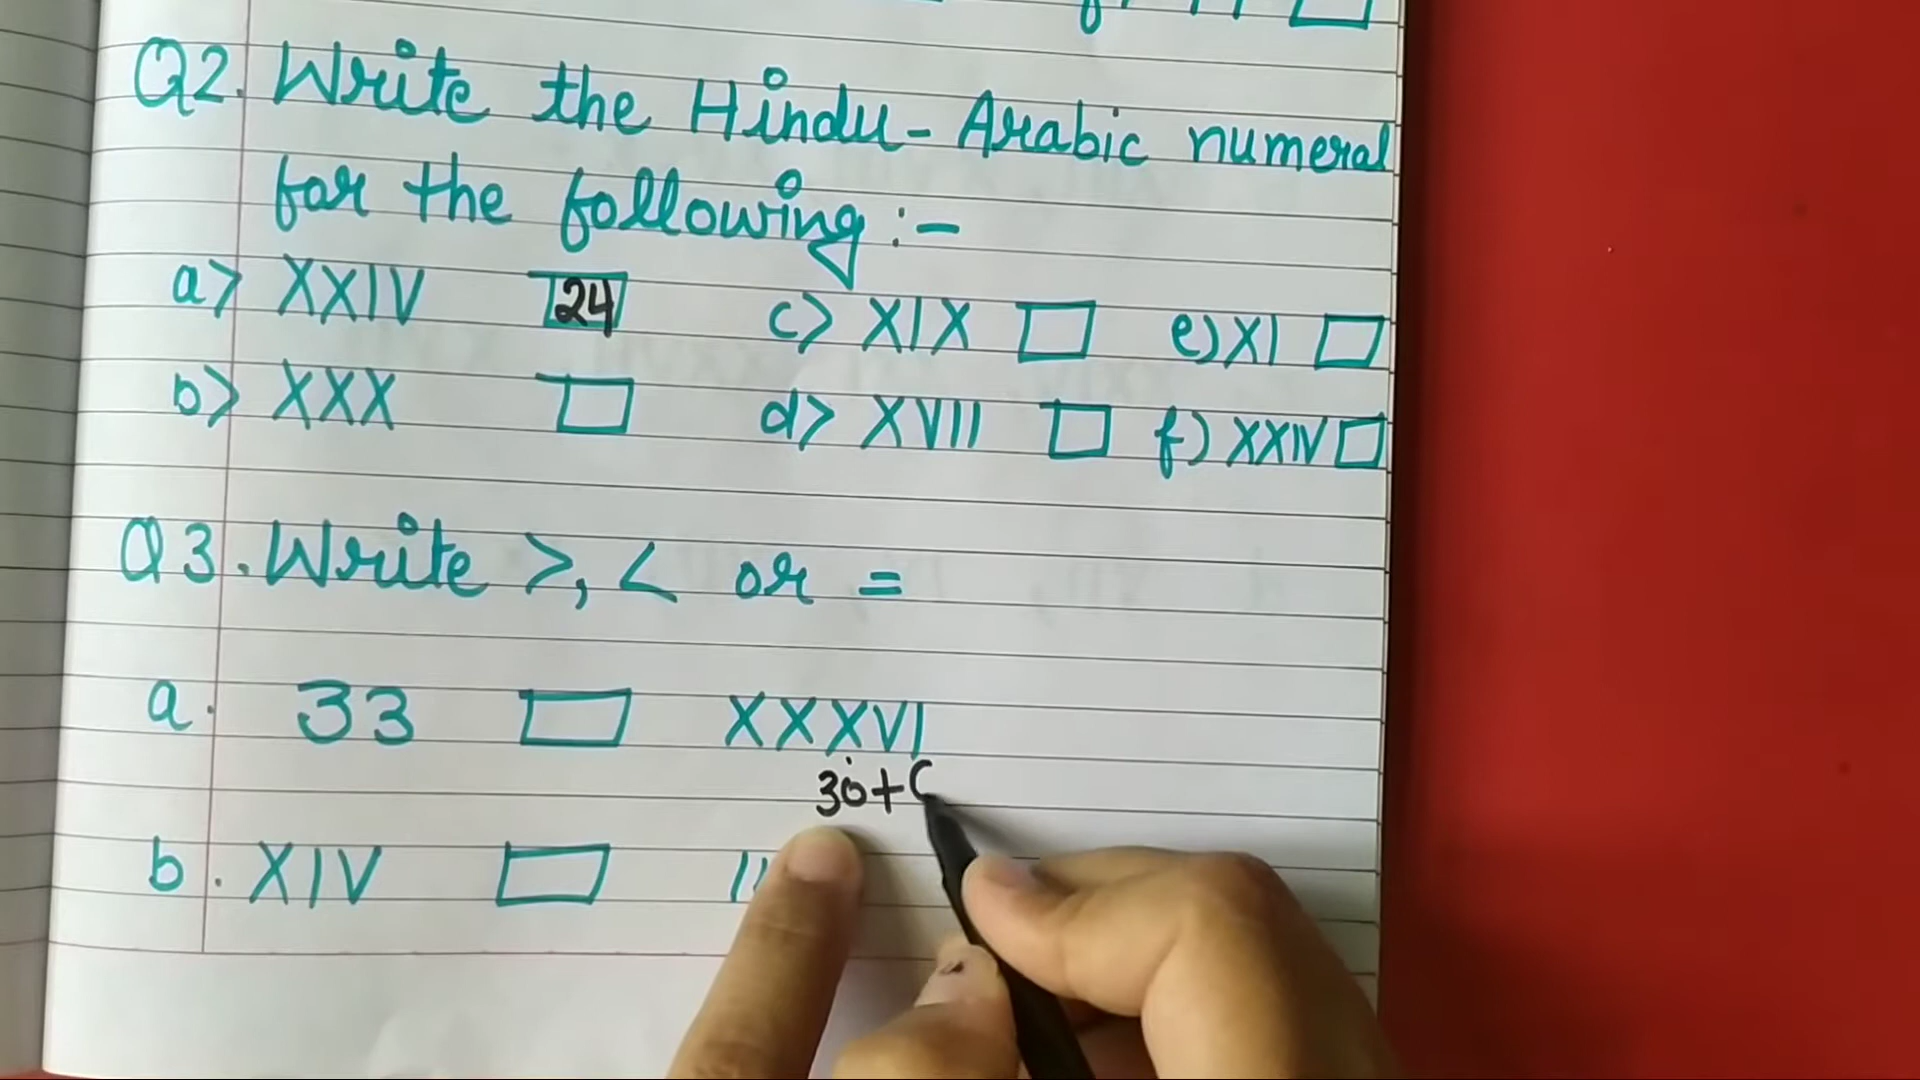 Q2. Write the Hindu-Arabic numeral
for the following :-
a> XXIV 24 c> XIX e) XI
b> XXX d> XVII f) XXIV
Q3. Write >, < or =
a. 33 XXXVI
30+
b. XIV